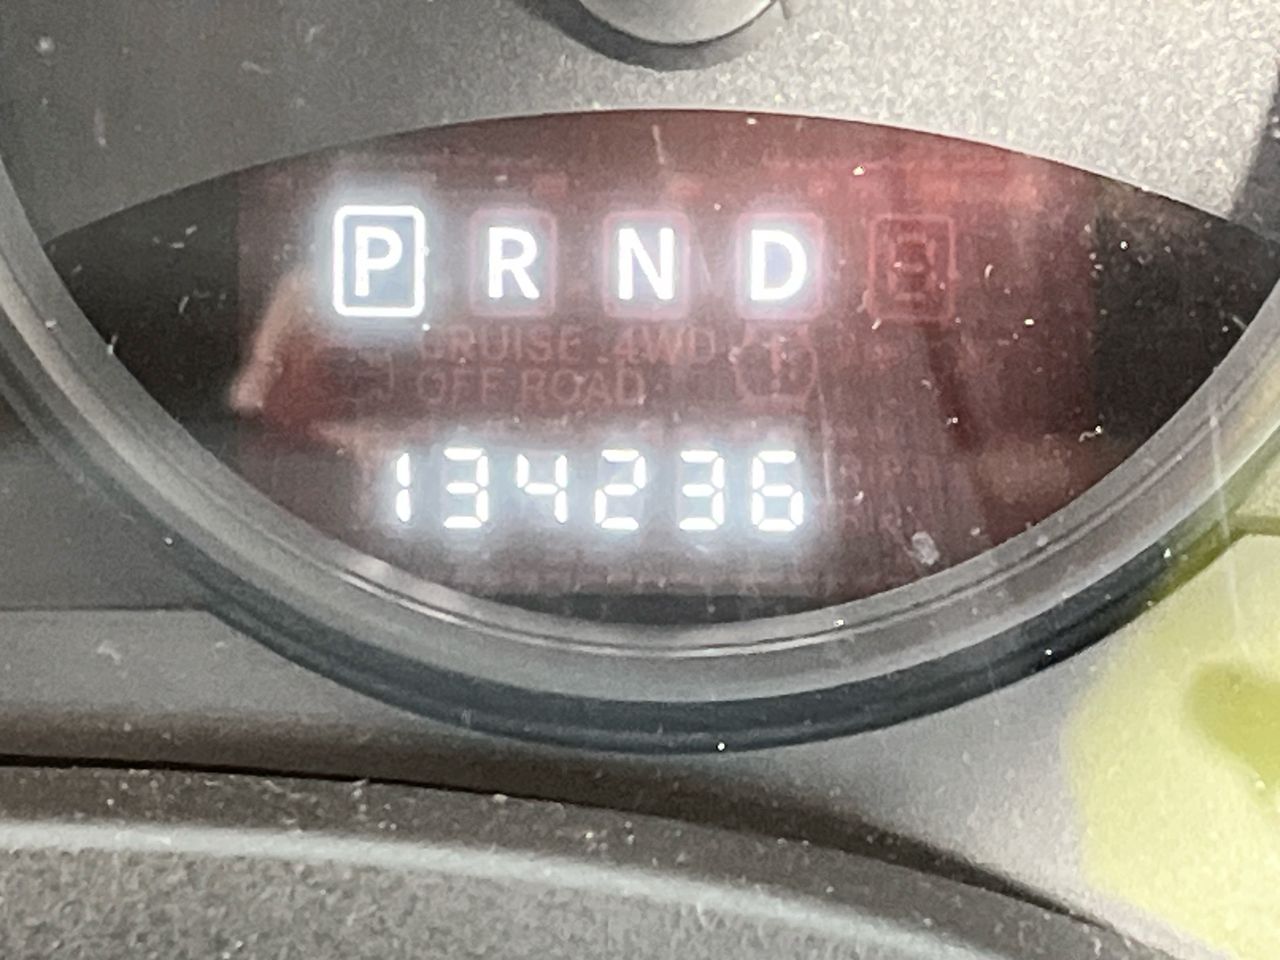 P R N D
CRUISE 4WD
OFF ROAD
134236